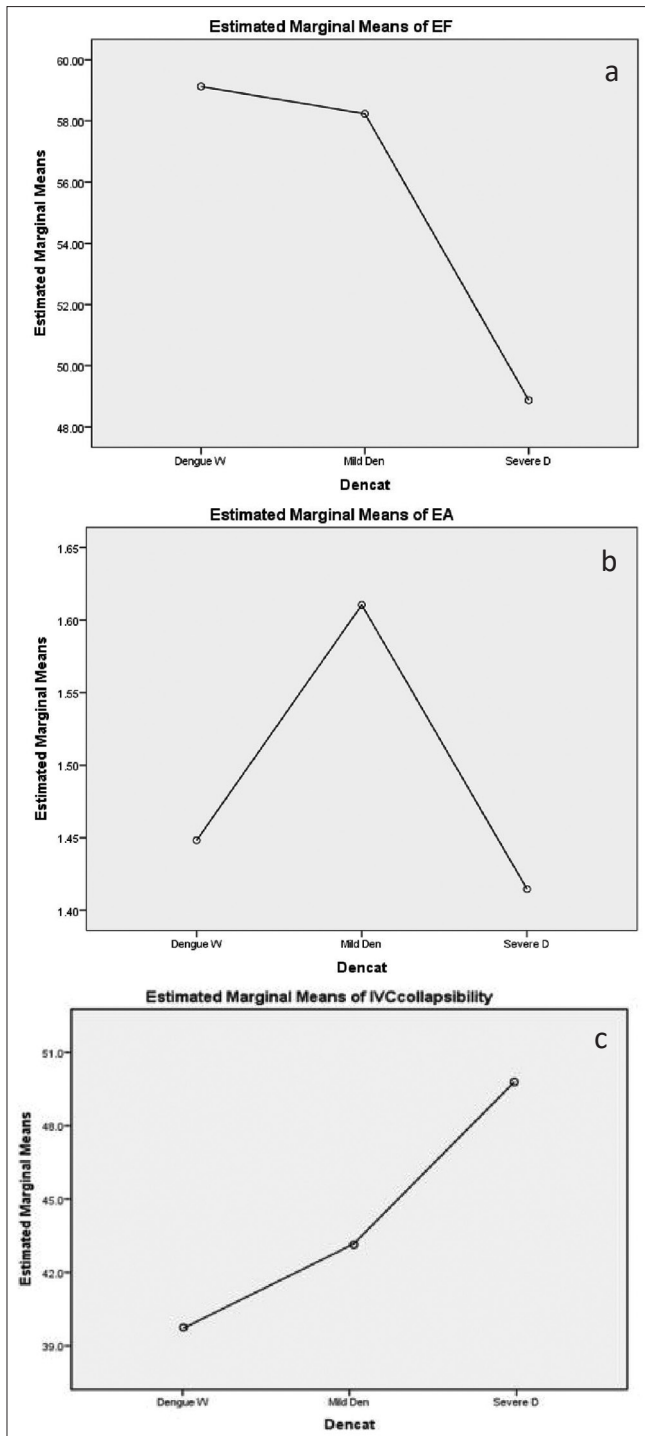 Estimated Marginal Means of EF
a
60.00
58.00
56.00
54.00
52.00
50.00
48.00
Estimated Marginal Means
Dengue W Mild Den Severe D
Dencat
Estimated Marginal Means of EA
b
1.65
1.60
1.55
1.50
1.45
1.40
Estimated Marginal Means
Dengue W Mild Den Severe D
Dencat
Estimated Marginal Means of IVCcollapsibility
c
51.0
48.0
45.0
42.0
39.0
Estimated Marginal Means
Dengue W Mild Den Severe D
Dencat